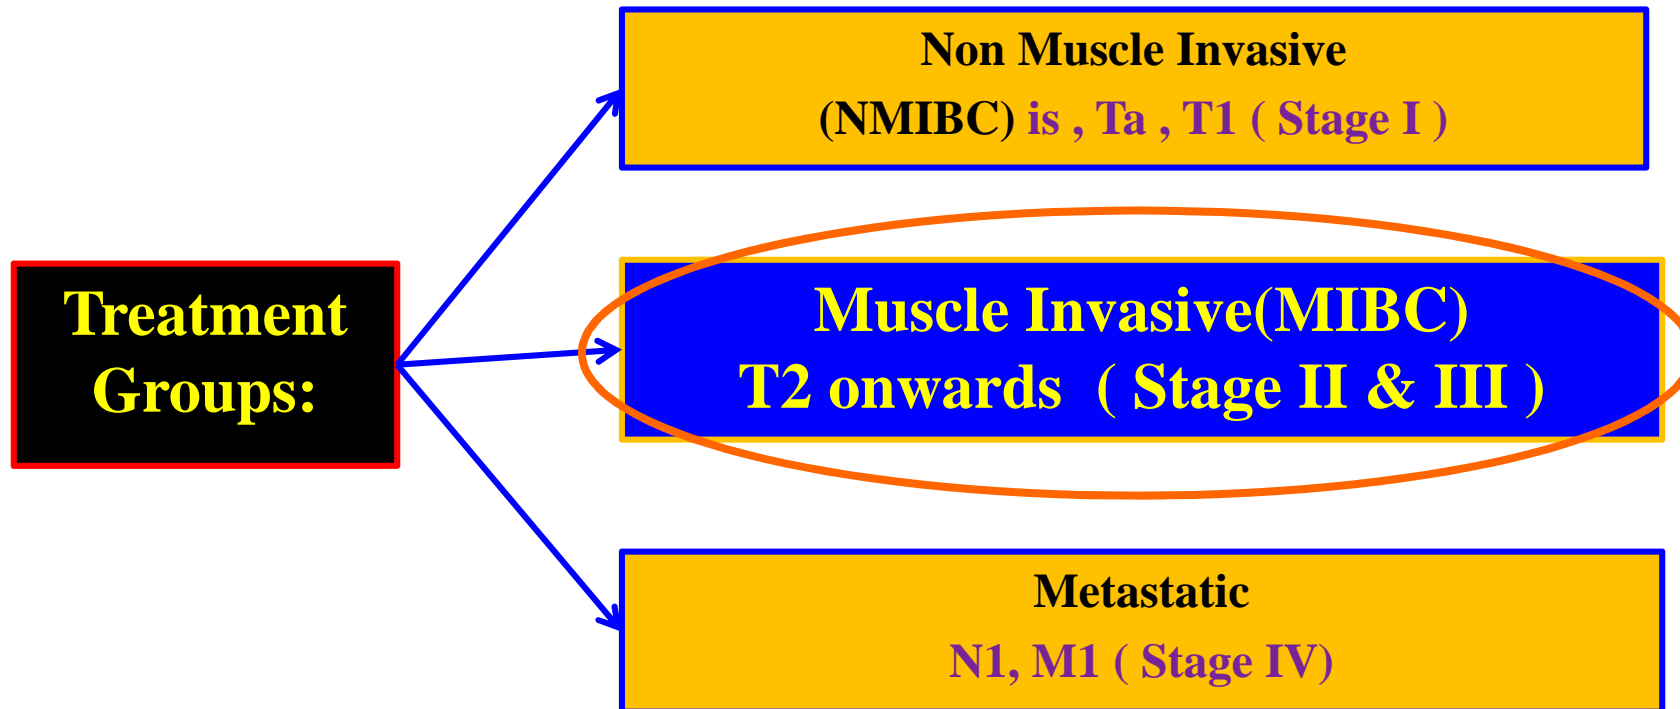 Non Muscle Invasive
(NMIBC) is , Ta , T1 ( Stage I )
Treatment
Groups:
Muscle Invasive(MIBC)
T2 onwards ( Stage II & III )
Metastatic
N1, M1 ( Stage IV)